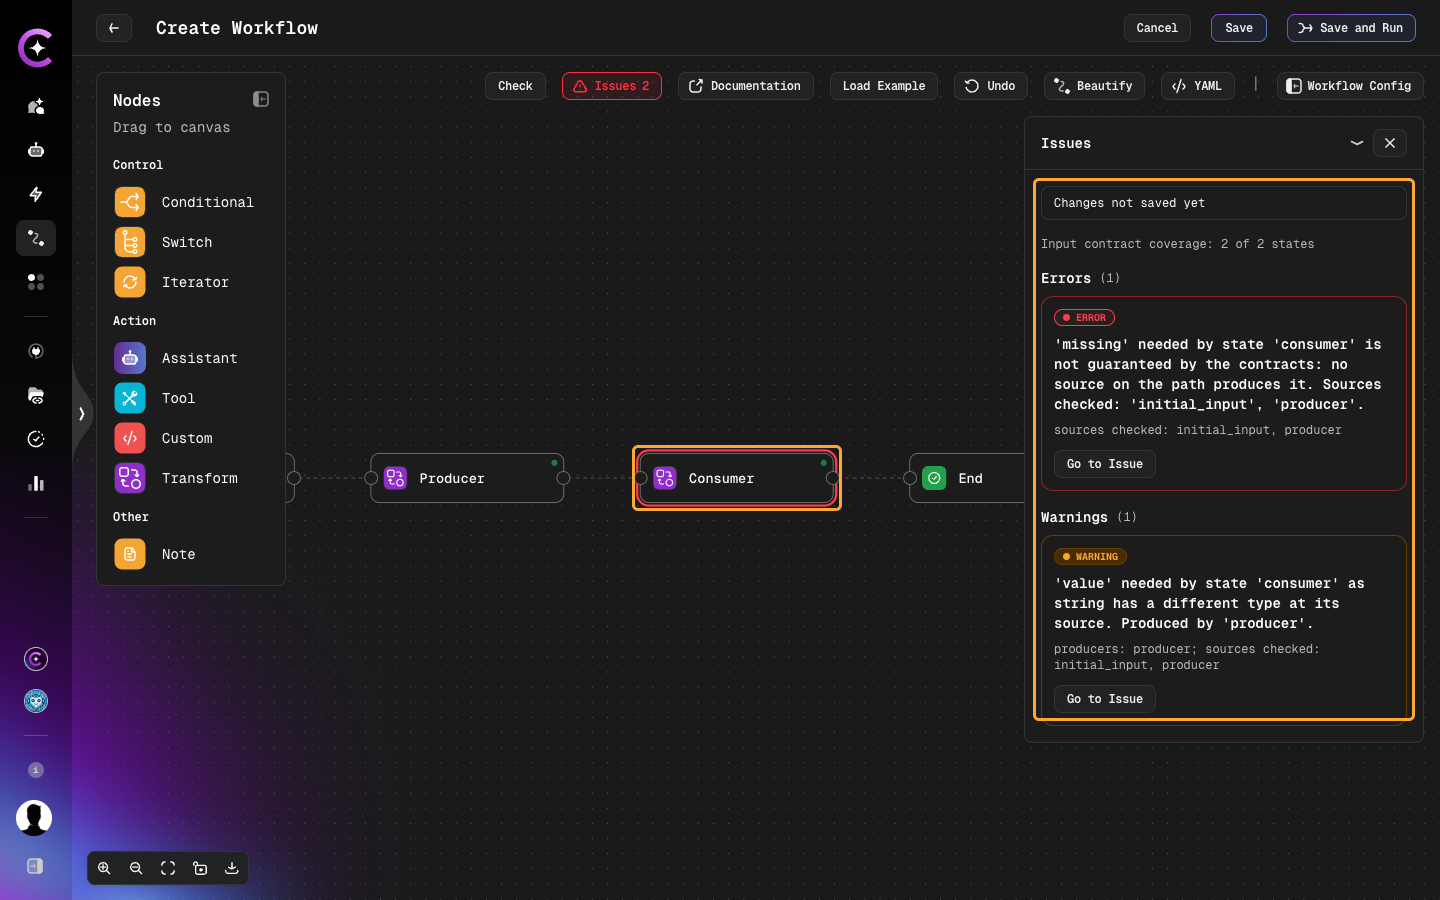 Create Workflow
Cancel
Save
Save and Run
Check
Issues 2
Documentation
Load Example
Undo
Beautify
YAML
Workflow Config
Nodes
Drag to canvas
Control
Conditional
Switch
Iterator
Action
Assistant
Tool
Custom
Transform
Other
Note
Producer
Consumer
End
Issues
Changes not saved yet
Input contract coverage: 2 of 2 states
Errors (1)
ERROR
'missing' needed by state 'consumer' is
not guaranteed by the contracts: no
source on the path produces it. Sources
checked: 'initial_input', 'producer'.
sources checked: initial_input, producer
Go to Issue
Warnings (1)
WARNING
'value' needed by state 'consumer' as
string has a different type at its
source. Produced by 'producer'.
producers: producer; sources checked:
initial_input, producer
Go to Issue